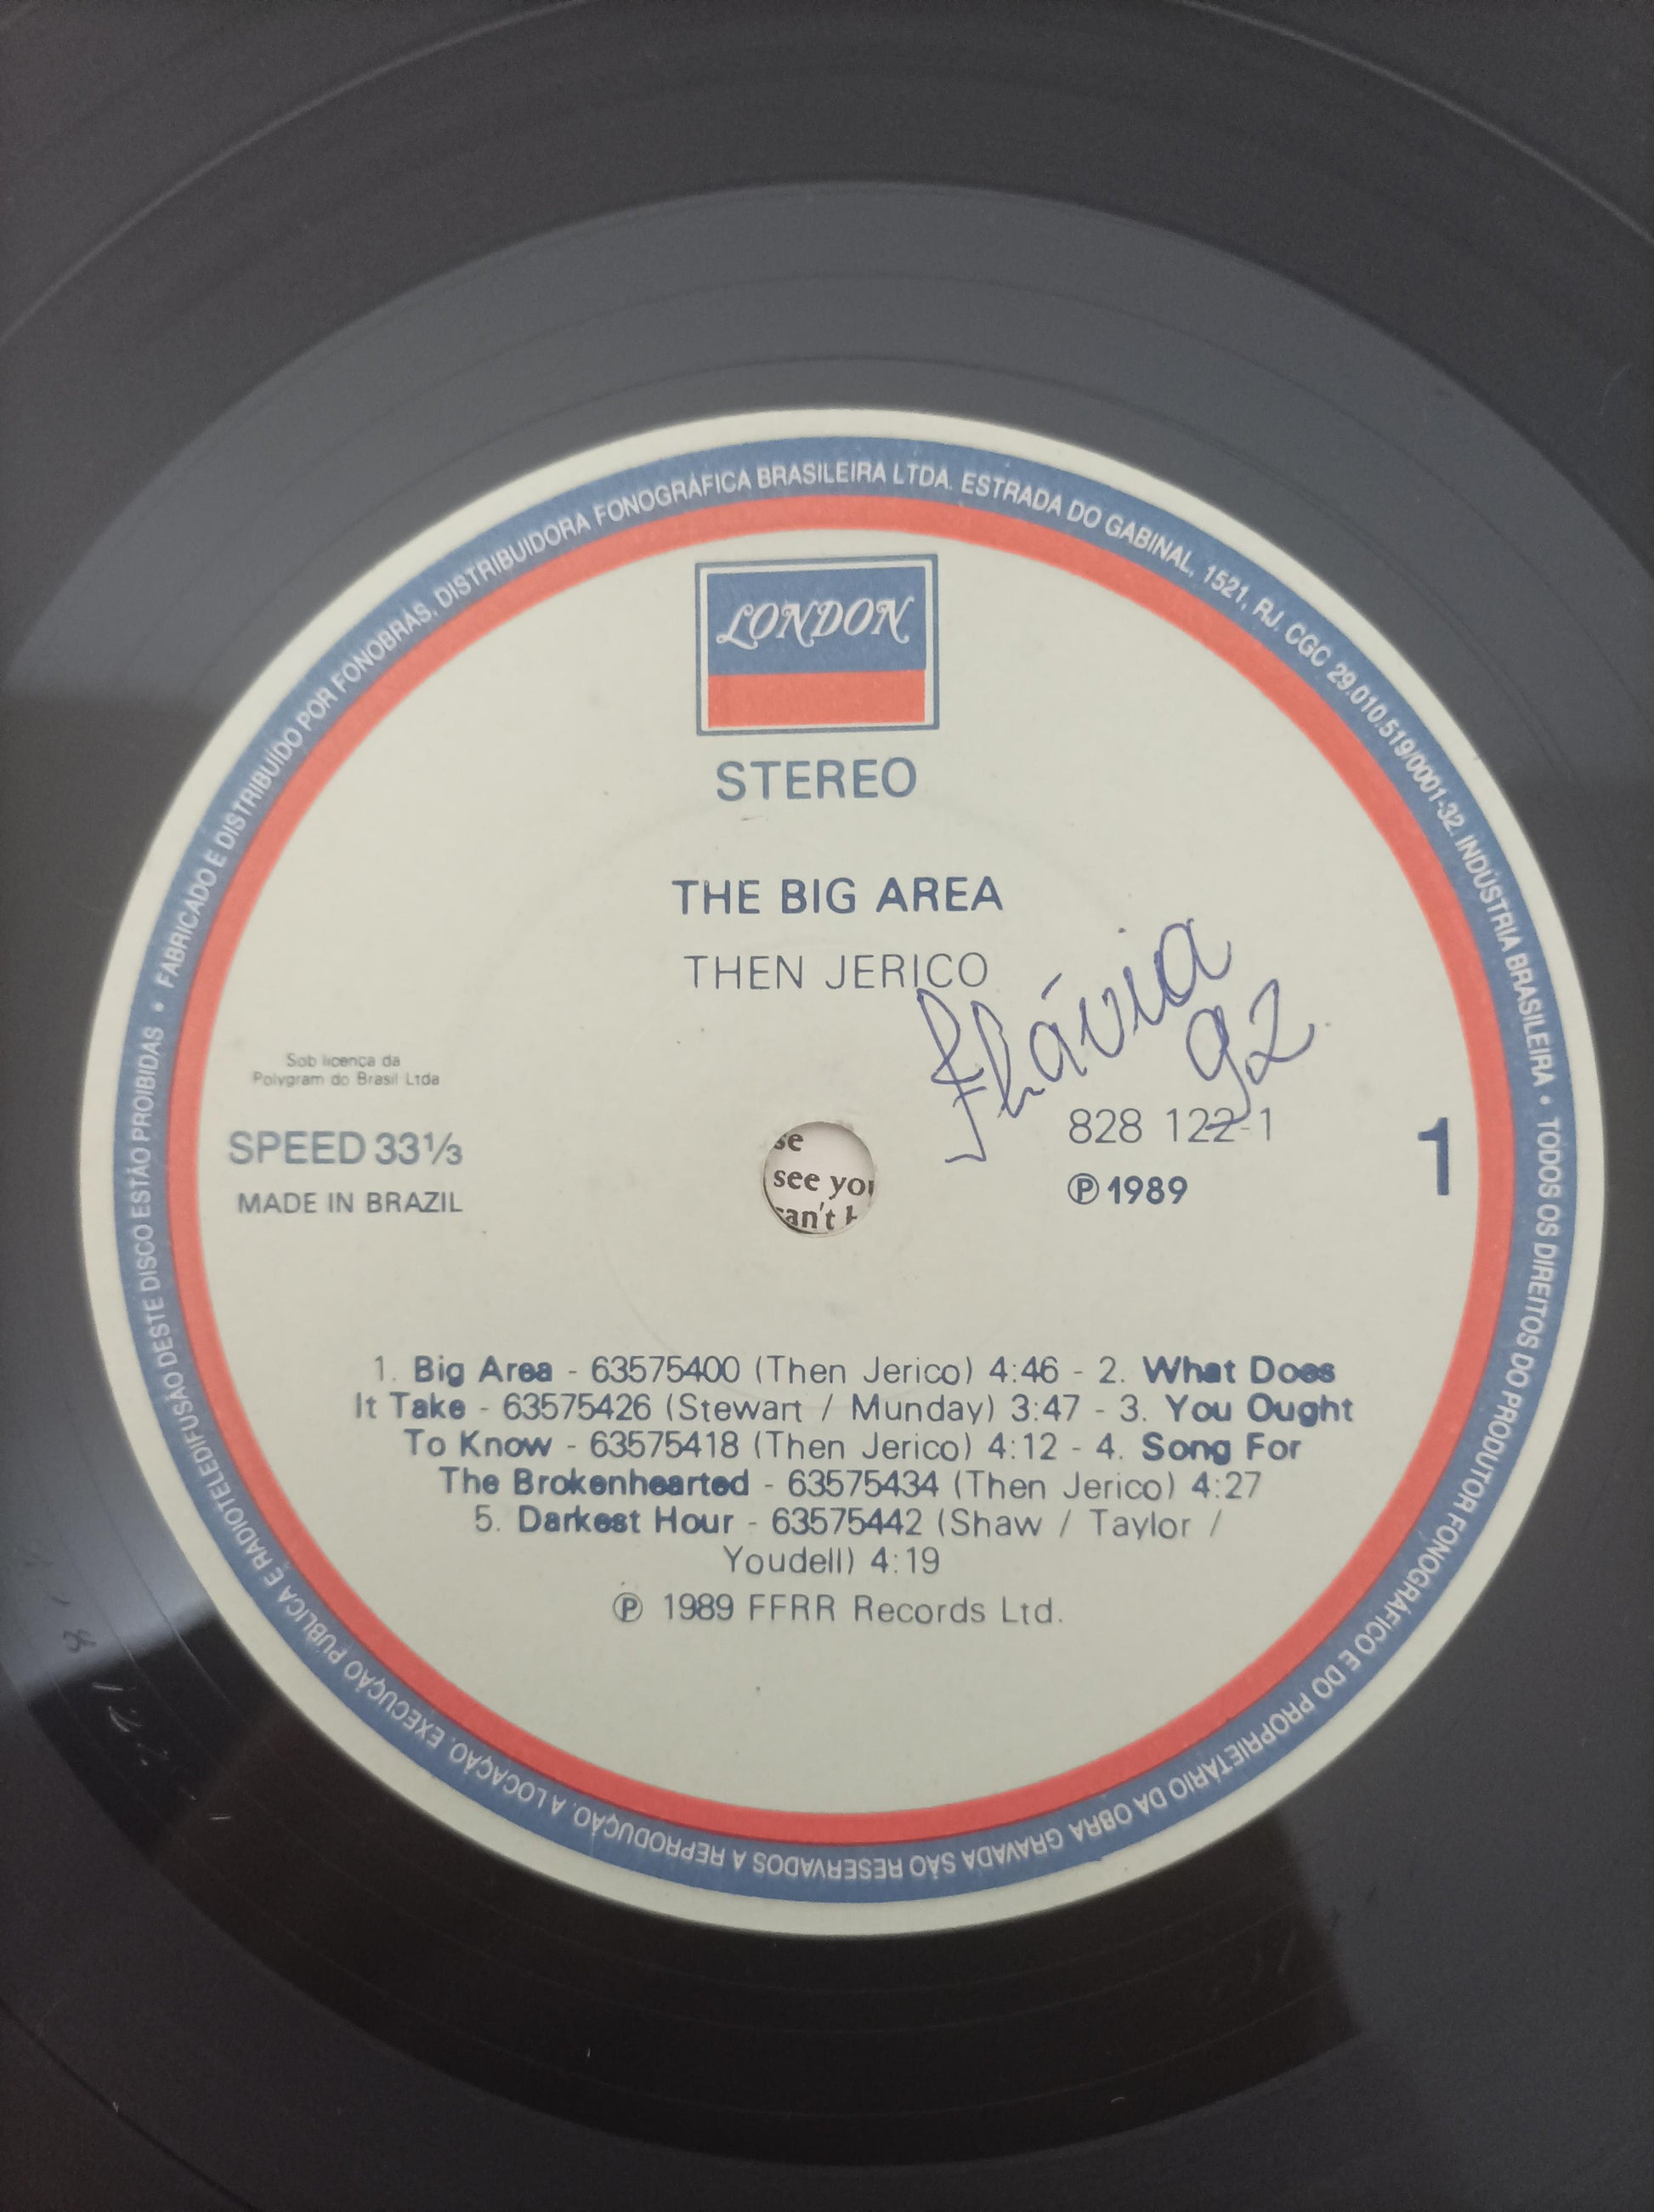 FABRICADO E DISTRIBUÍDO POR FONOBRÁS. DISTRIBUIDORA FONOGRÁFICA BRASILEIRA LTDA. ESTRADA DO GABINAL, 1521, RJ. CGC 29.010.519/0001-32. INDÚSTRIA BRASILEIRA • TODOS OS DIREITOS DO PRODUTOR FONOGRÁFICO E DO PROPRIETÁRIO DA OBRA GRAVADA SÃO RESERVADOS A REPRODUÇÃO, A LOCAÇÃO, EXECUÇÃO PÚBLICA E RADIOTELEDIFUSÃO DESTE DISCO ESTÃO PROIBIDAS •
LONDON
STEREO
THE BIG AREA
THEN JERICO
Flávia
92
Sob licença da
Polygram do Brasil Ltda
828 122-1
SPEED 33⅓
1
MADE IN BRAZIL
℗ 1989
se
see you
can't
1. Big Area - 63575400 (Then Jerico) 4:46 - 2. What Does
It Take - 63575426 (Stewart / Munday) 3:47 - 3. You Ought
To Know - 63575418 (Then Jerico) 4:12 - 4. Song For
The Brokenhearted - 63575434 (Then Jerico) 4:27
5. Darkest Hour - 63575442 (Shaw / Taylor /
Youdell) 4:19
℗ 1989 FFRR Records Ltd.